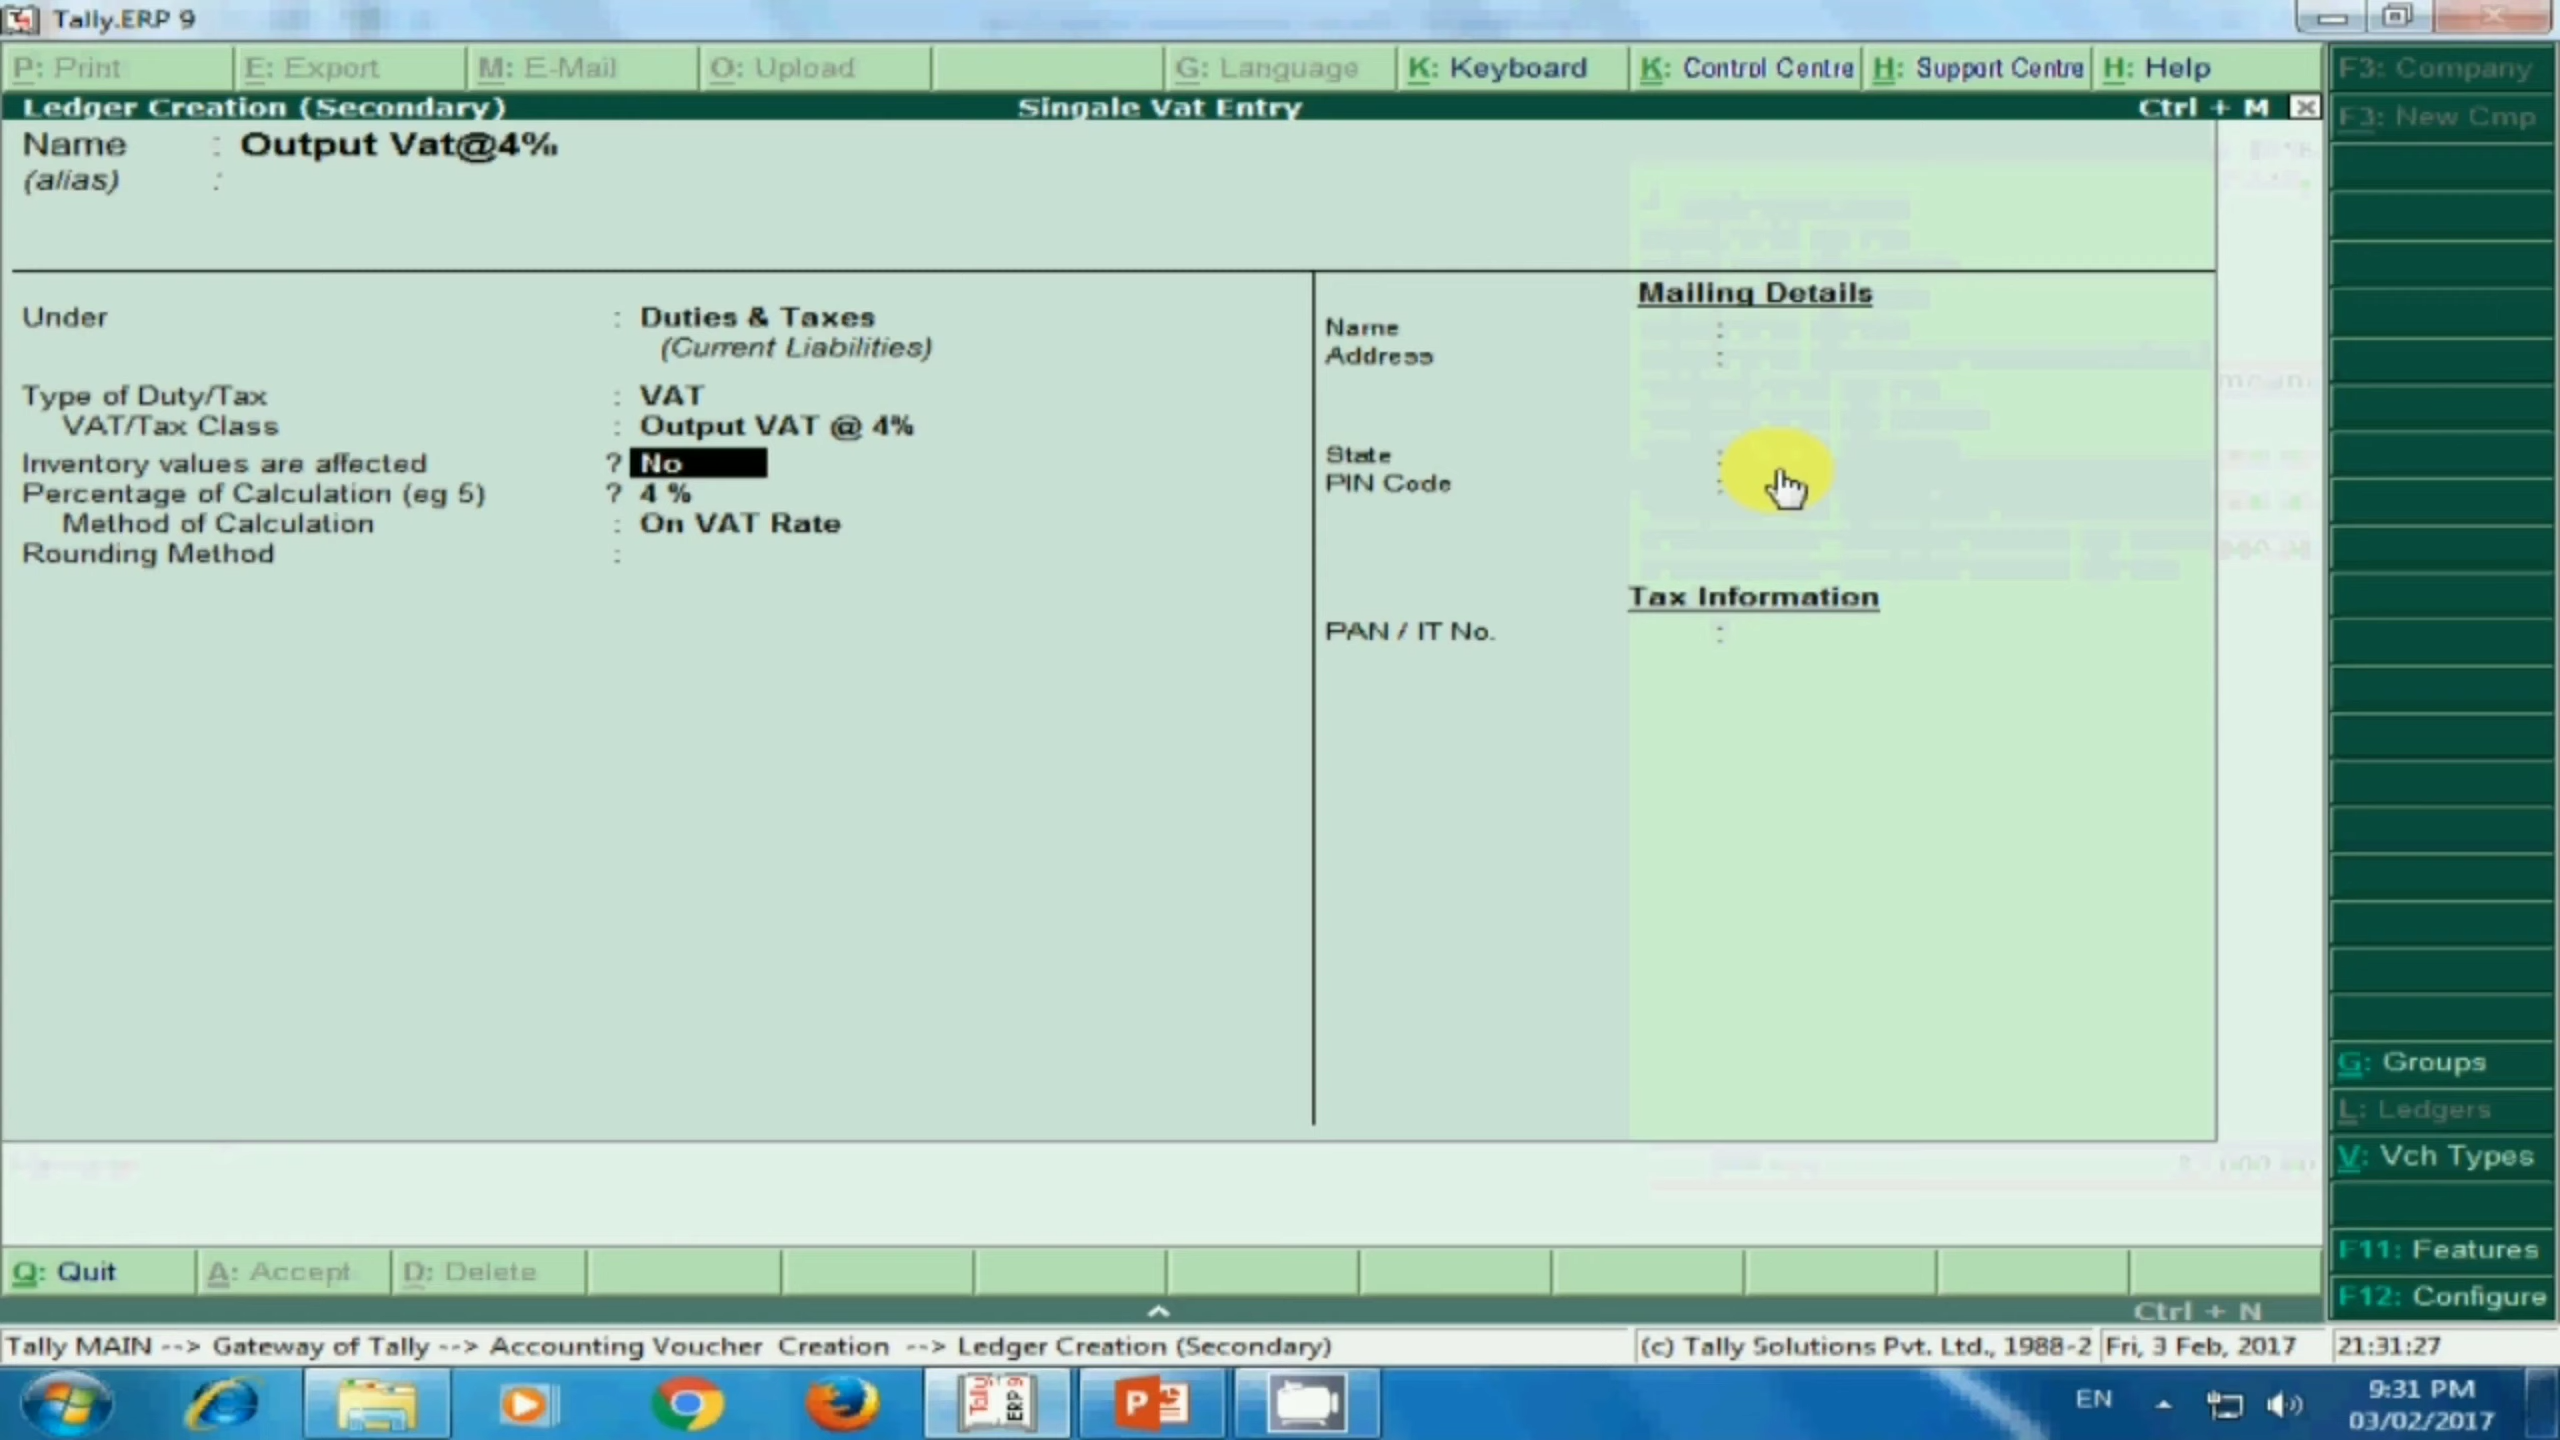 Tally.ERP 9
P: Print E: Export M: E-Mail O: Upload G: Language K: Keyboard K: Control Centre H: Support Centre H: Help
F3: Company
Ledger Creation (Secondary) Singale Vat Entry Ctrl + M
F3: New Cmp
Name : Output Vat@4%
(alias) :
Under : Duties & Taxes
(Current Liabilities)
Type of Duty/Tax : VAT
VAT/Tax Class : Output VAT @ 4%
Inventory values are affected ? No
Percentage of Calculation (eg 5) ? 4 %
Method of Calculation : On VAT Rate
Rounding Method :
Mailing Details
Name :
Address :
State :
PIN Code :
Tax Information
PAN / IT No. :
G: Groups
L: Ledgers
V: Vch Types
F11: Features
F12: Configure
Q: Quit A: Accept D: Delete
Ctrl + N
Tally MAIN --> Gateway of Tally --> Accounting Voucher Creation --> Ledger Creation (Secondary) (c) Tally Solutions Pvt. Ltd., 1988-2 Fri, 3 Feb, 2017 21:31:27
Tally
ERP 9
EN
9:31 PM
03/02/2017